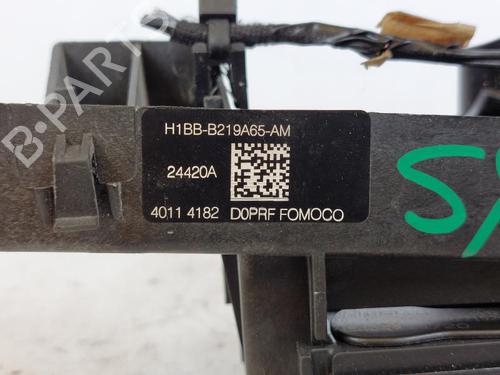 B-PARTS
H1BB-B219A65-AM
24420A
4011 4182 D0PRF FOMOCO